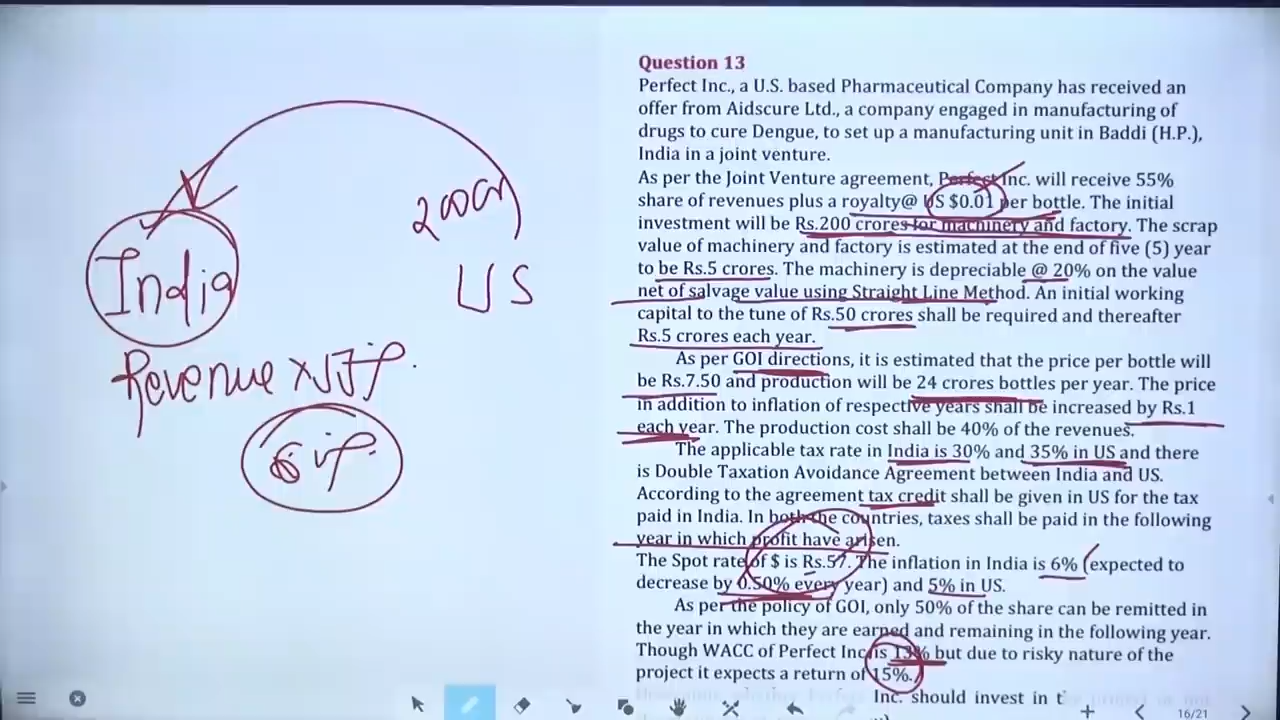 Question 13
Perfect Inc., a U.S. based Pharmaceutical Company has received an
offer from Aidscure Ltd., a company engaged in manufacturing of
drugs to cure Dengue, to set up a manufacturing unit in Baddi (H.P.),
India in a joint venture.
As per the Joint Venture agreement, Perfect Inc. will receive 55%
share of revenues plus a royalty@ US $0.01 per bottle. The initial
investment will be Rs.200 crores for machinery and factory. The scrap
value of machinery and factory is estimated at the end of five (5) year
to be Rs.5 crores. The machinery is depreciable @ 20% on the value
net of salvage value using Straight Line Method. An initial working
capital to the tune of Rs.50 crores shall be required and thereafter
Rs.5 crores each year.
As per GOI directions, it is estimated that the price per bottle will
be Rs.7.50 and production will be 24 crores bottles per year. The price
in addition to inflation of respective years shall be increased by Rs.1
each year. The production cost shall be 40% of the revenues.
The applicable tax rate in India is 30% and 35% in US and there
is Double Taxation Avoidance Agreement between India and US.
According to the agreement tax credit shall be given in US for the tax
paid in India. In both the countries, taxes shall be paid in the following
year in which profit have arisen.
The Spot rate of $ is Rs.57. The inflation in India is 6% (expected to
decrease by 0.50% every year) and 5% in US.
As per the policy of GOI, only 50% of the share can be remitted in
the year in which they are earned and remaining in the following year.
Though WACC of Perfect Inc. is 13% but due to risky nature of the
project it expects a return of 15%.
Inc. should invest in t
India
200cr
US
Revenue
16/21